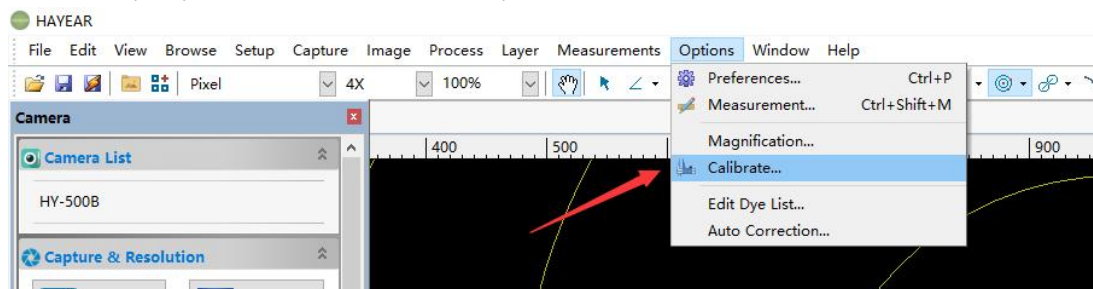 HAYEAR
File Edit View Browse Setup Capture Image Process Layer Measurements Options Window Help
Pixel 4X 100%
Preferences... Ctrl+P
Measurement... Ctrl+Shift+M
Magnification...
Calibrate...
Edit Dye List...
Auto Correction...
Camera
400 500 900
Camera List
HY-500B
Capture & Resolution